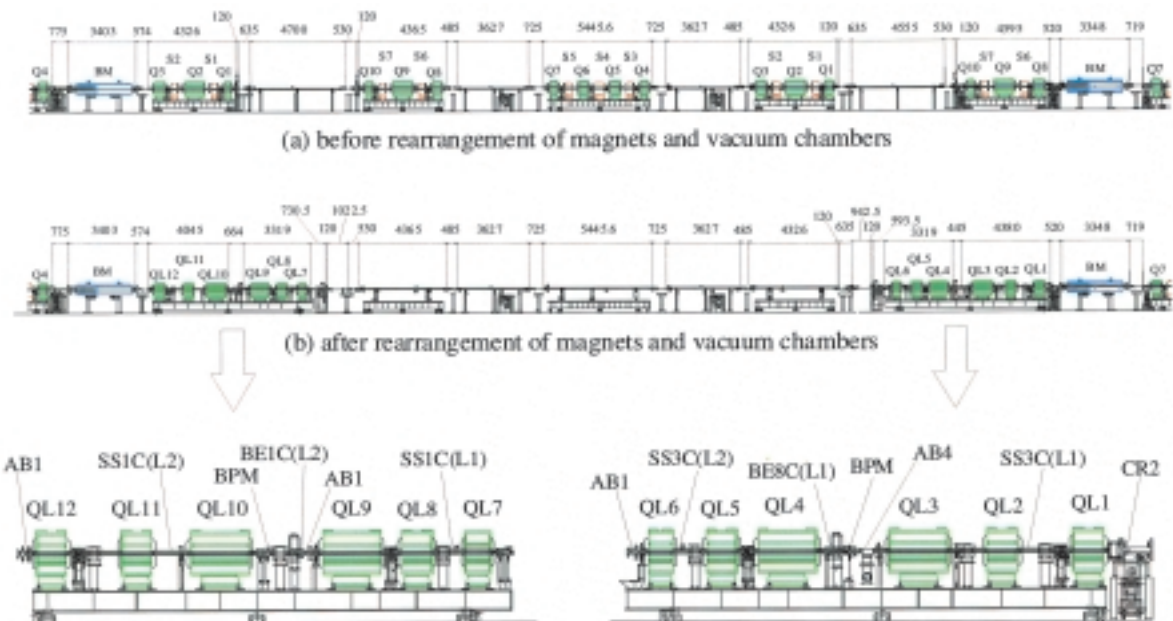 120 120
775 3403 574 4326 635 4708 530 4365 485 3627 725 5445.6 725 3627 485 4326 120 635 4555 530 120 4393 520 3348 719
S2 S1 S7 S6 S5 S4 S3 S2 S1 S7 S6
Q4 BM Q3 Q2 Q1 Q10 Q9 Q8 Q7 Q6 Q5 Q4 Q3 Q2 Q1 Q10 Q9 Q8 BM Q7
(a) before rearrangement of magnets and vacuum chambers
730.5 1022.5 942.5
775 3403 574 4045 664 3319 120 330 4365 485 3627 725 5445.6 725 3627 485 4326 120 635 120 593.5 3319 445 4380 520 3348 719
QL11 QL8 QL5
Q4 BM QL12 QL10 QL9 QL7 QL6 QL4 QL3 QL2 QL1 BM Q7
(b) after rearrangement of magnets and vacuum chambers
AB1 SS1C(L2) BPM BE1C(L2) AB1 SS1C(L1)
QL12 QL11 QL10 QL9 QL8 QL7
AB1 SS3C(L2) BE8C(L1) BPM AB4 SS3C(L1) CR2
QL6 QL5 QL4 QL3 QL2 QL1